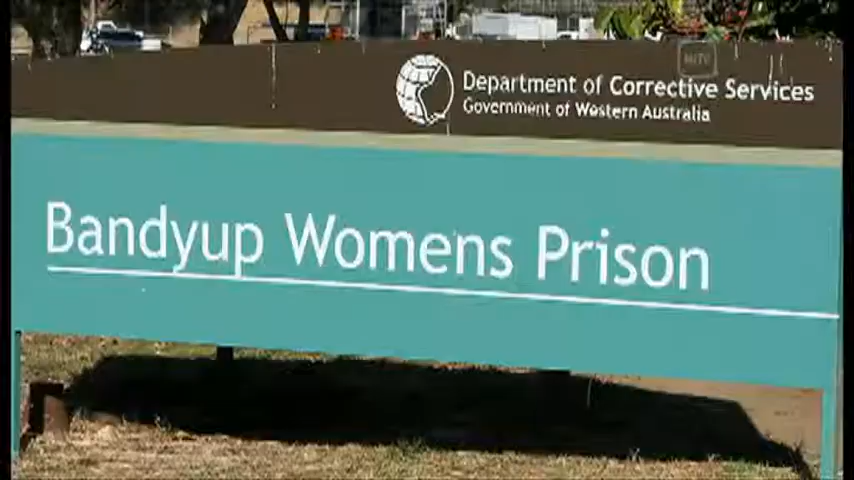 Department of Corrective Services
Government of Western Australia
Bandyup Womens Prison